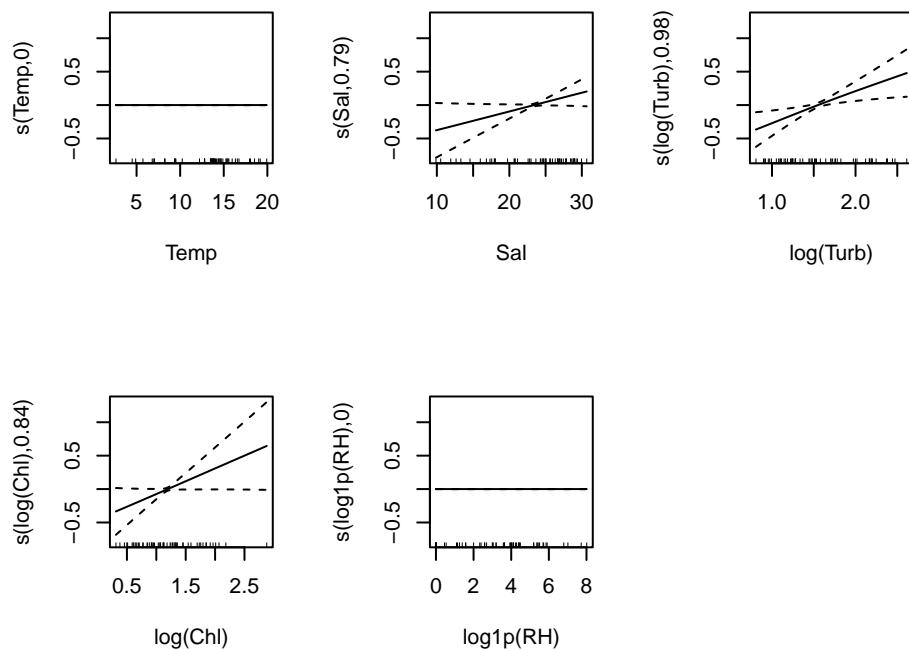 s(Temp,0)
−0.5 0.5
5 10 15 20
Temp
s(Sal,0.79)
−0.5 0.5
10 20 30
Sal
s(log(Turb),0.98)
−0.5 0.5
1.0 2.0
log(Turb)
s(log(Chl),0.84)
−0.5 0.5
0.5 1.5 2.5
log(Chl)
s(log1p(RH),0)
−0.5 0.5
0 2 4 6 8
log1p(RH)